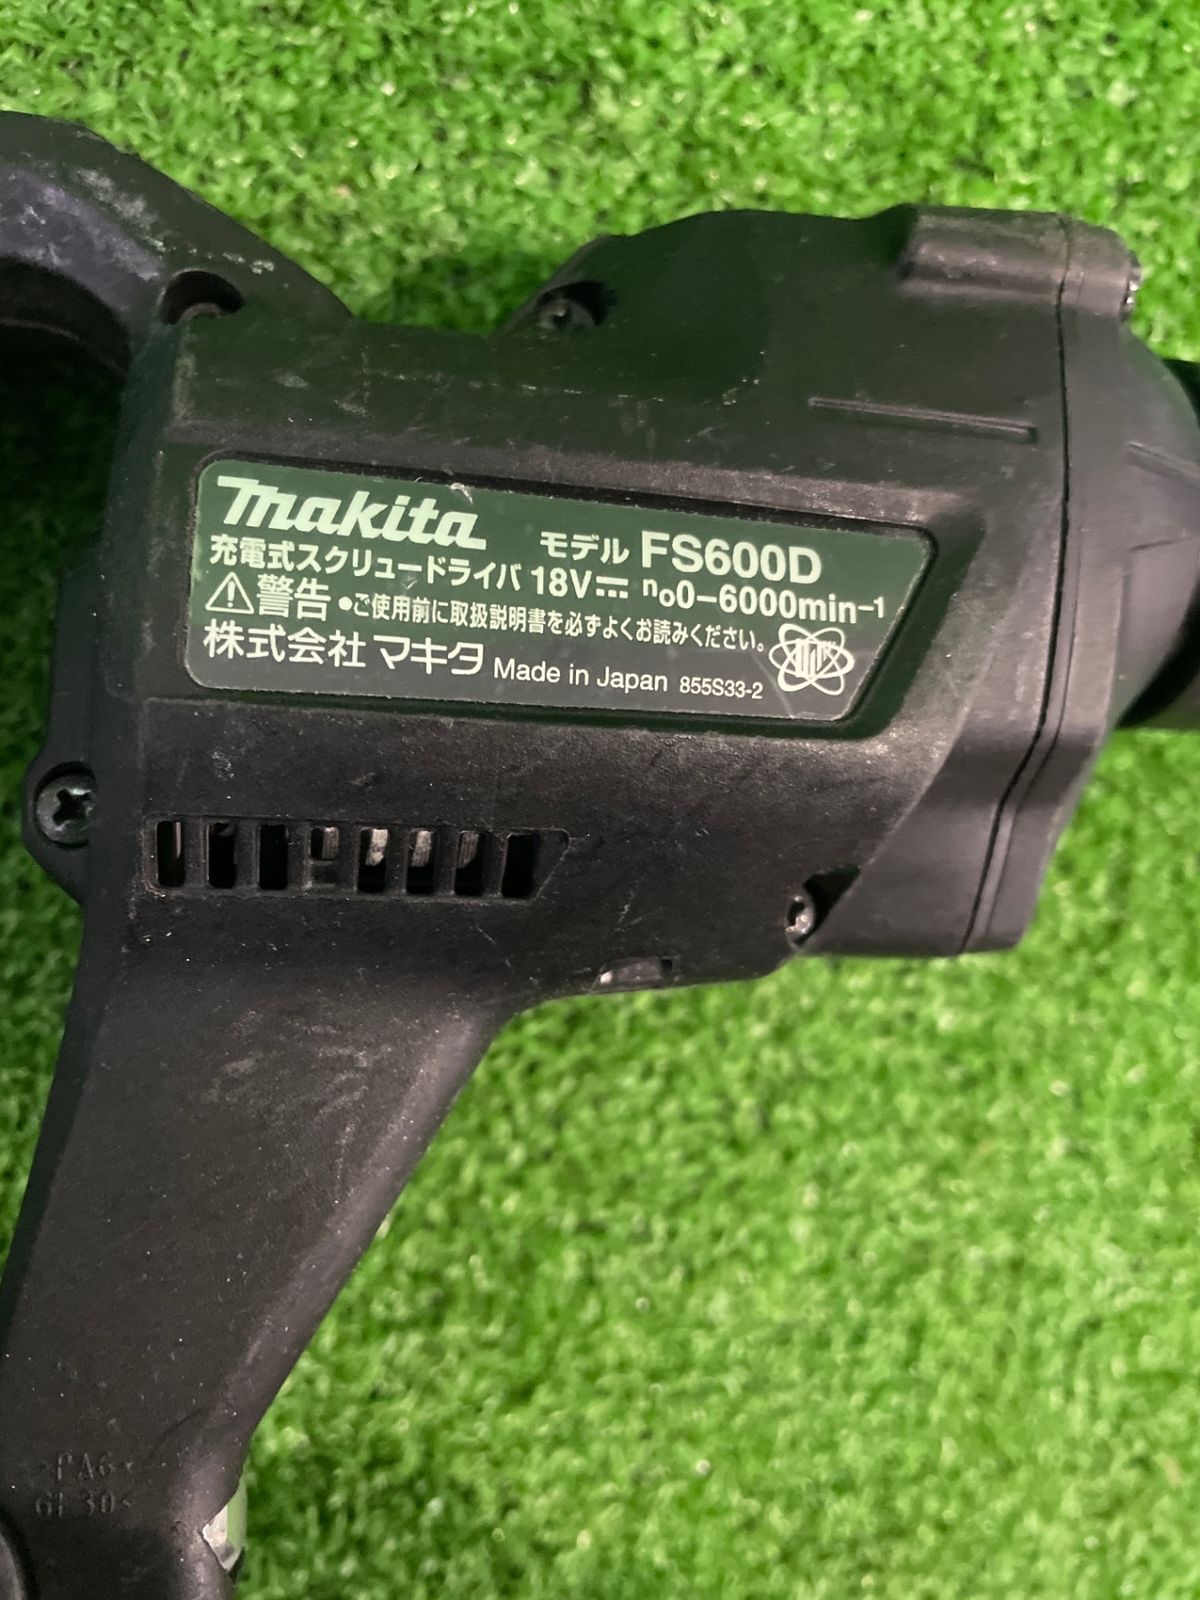 makita モデル FS600D
充電式スクリュードライバ 18V⎓ n₀0-6000min⁻¹
⚠警告 ●ご使用前に取扱説明書を必ずよくお読みください。
株式会社 マキタ Made in Japan 855S33-2
PA6-
GF30<